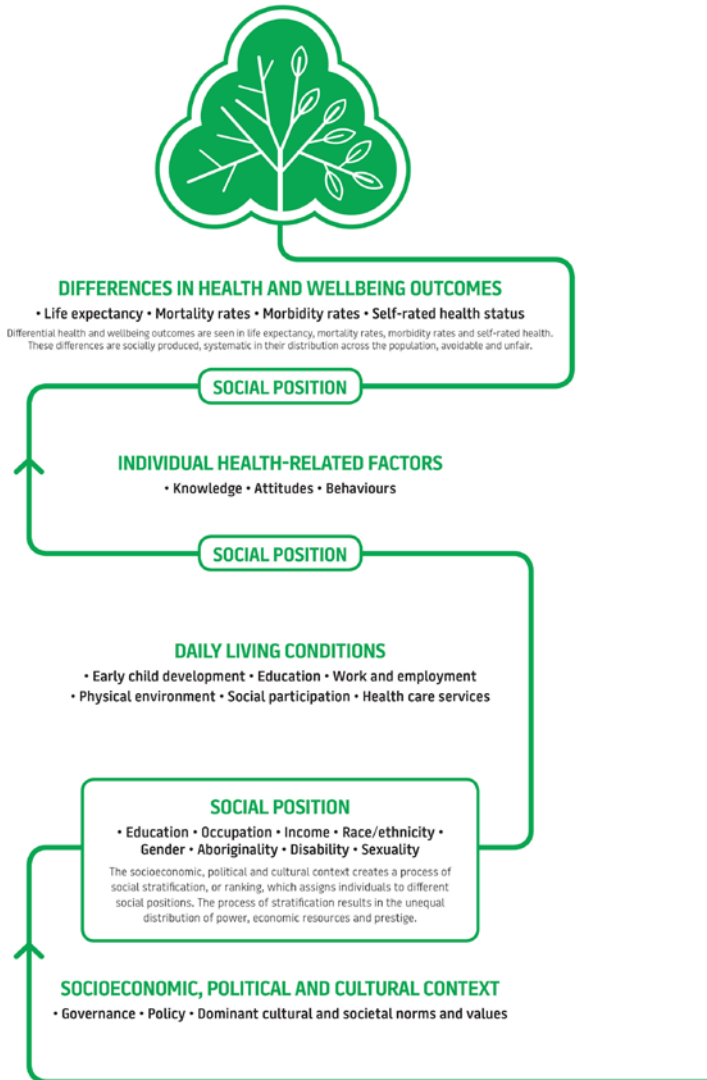 DIFFERENCES IN HEALTH AND WELLBEING OUTCOMES
• Life expectancy • Mortality rates • Morbidity rates • Self-rated health status
Differential health and wellbeing outcomes are seen in life expectancy, mortality rates, morbidity rates and self-rated health.
These differences are socially produced, systematic in their distribution across the population, avoidable and unfair.
SOCIAL POSITION
INDIVIDUAL HEALTH-RELATED FACTORS
• Knowledge • Attitudes • Behaviours
SOCIAL POSITION
DAILY LIVING CONDITIONS
• Early child development • Education • Work and employment
• Physical environment • Social participation • Health care services
SOCIAL POSITION
• Education • Occupation • Income • Race/ethnicity •
Gender • Aboriginality • Disability • Sexuality
The socioeconomic, political and cultural context creates a process of
social stratification, or ranking, which assigns individuals to different
social positions. The process of stratification results in the unequal
distribution of power, economic resources and prestige.
SOCIOECONOMIC, POLITICAL AND CULTURAL CONTEXT
• Governance • Policy • Dominant cultural and societal norms and values